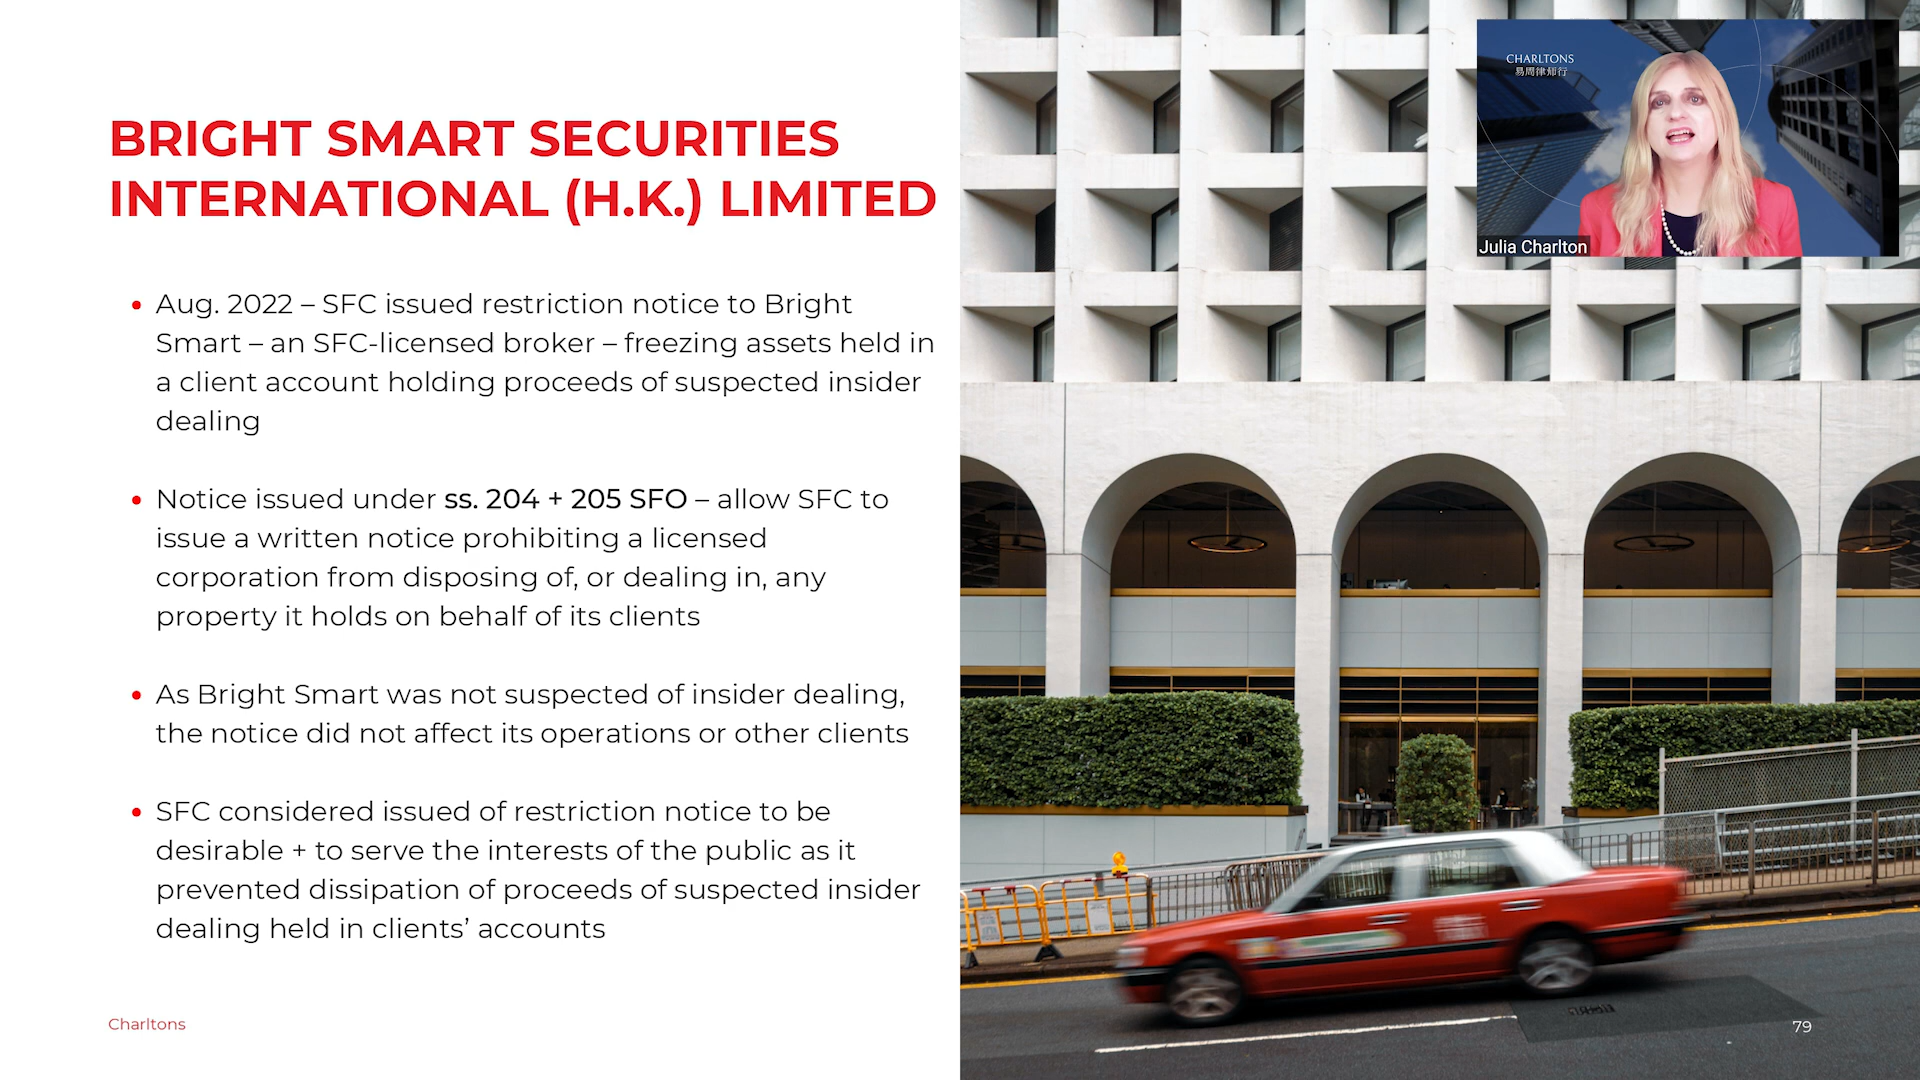 BRIGHT SMART SECURITIES
INTERNATIONAL (H.K.) LIMITED
• Aug. 2022 – SFC issued restriction notice to Bright
Smart – an SFC-licensed broker – freezing assets held in
a client account holding proceeds of suspected insider
dealing
• Notice issued under ss. 204 + 205 SFO – allow SFC to
issue a written notice prohibiting a licensed
corporation from disposing of, or dealing in, any
property it holds on behalf of its clients
• As Bright Smart was not suspected of insider dealing,
the notice did not affect its operations or other clients
• SFC considered issued of restriction notice to be
desirable + to serve the interests of the public as it
prevented dissipation of proceeds of suspected insider
dealing held in clients’ accounts
Charltons
CHARLTONS
易周律师行
Julia Charlton
79